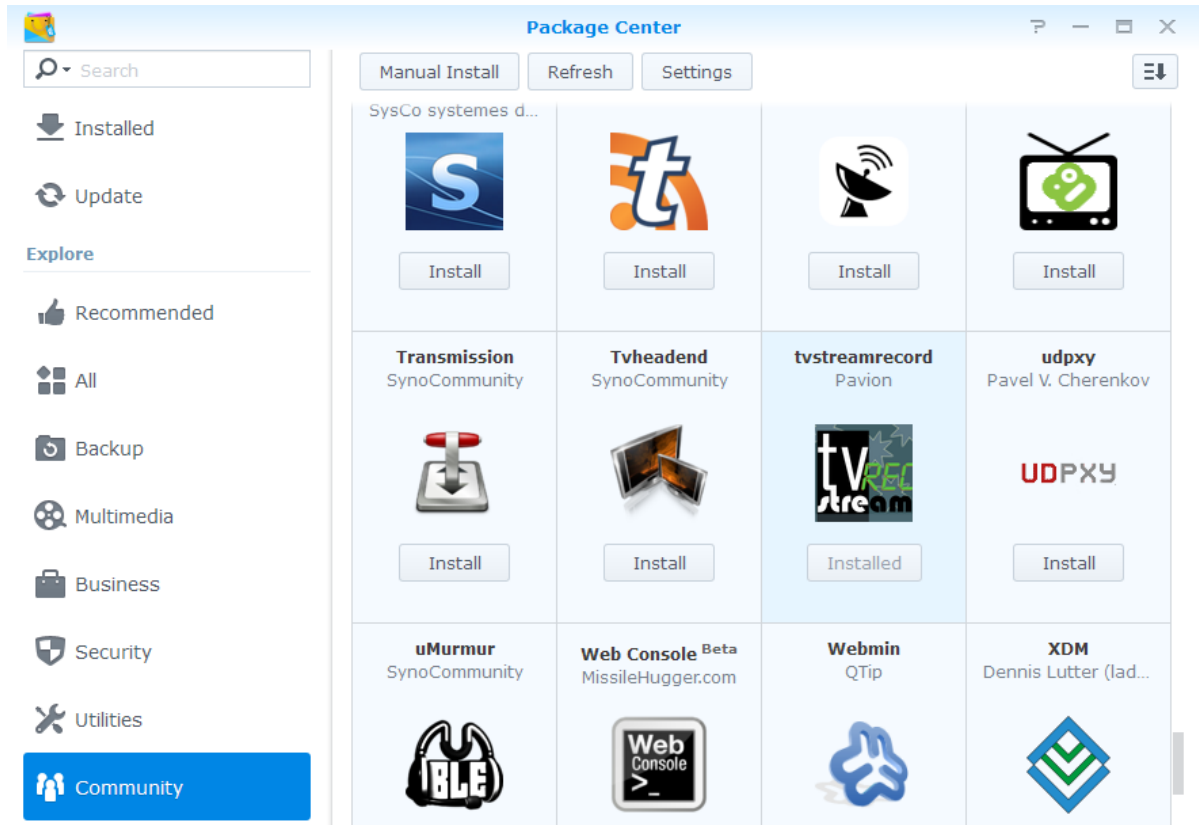 Package Center
Search
Manual Install
Refresh
Settings
Installed
Update
Explore
Recommended
All
Backup
Multimedia
Business
Security
Utilities
Community
SysCo systemes d...
S
t
Install
Install
Install
Install
Transmission
SynoCommunity
Install
Tvheadend
SynoCommunity
Install
tvstreamrecord
Pavion
tv REC
stream
Installed
udpxy
Pavel V. Cherenkov
UDPXY
Install
uMurmur
SynoCommunity
BLE
Web Console Beta
MissileHugger.com
Web
Console
>_
Webmin
QTip
XDM
Dennis Lutter (lad...